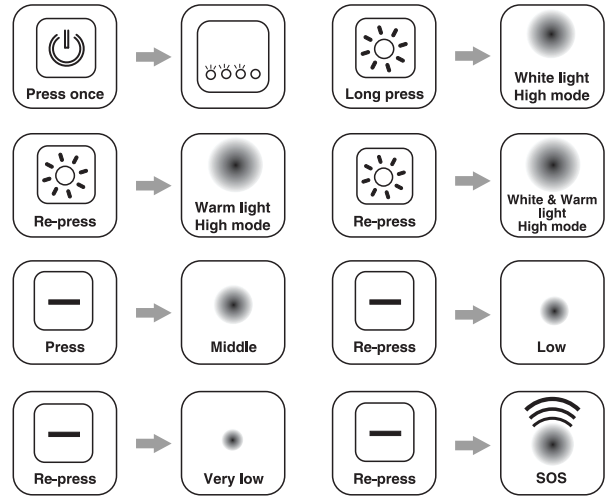 Press once
Long press
White light
High mode
Re-press
Warm light
High mode
Re-press
White & Warm
light
High mode
Press
Middle
Re-press
Low
Re-press
Very low
Re-press
SOS